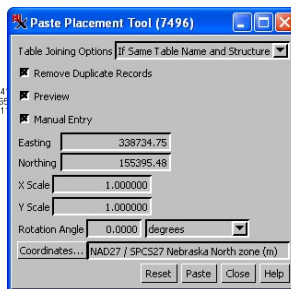 Paste Placement Tool (7496)
Table Joining Options If Same Table Name and Structure
Remove Duplicate Records
Preview
Manual Entry
Easting 338734.75
Northing 155395.48
X Scale 1.000000
Y Scale 1.000000
Rotation Angle 0.0000 degrees
Coordinates... NAD27 / SPCS27 Nebraska North zone (m)
Reset Paste Close Help